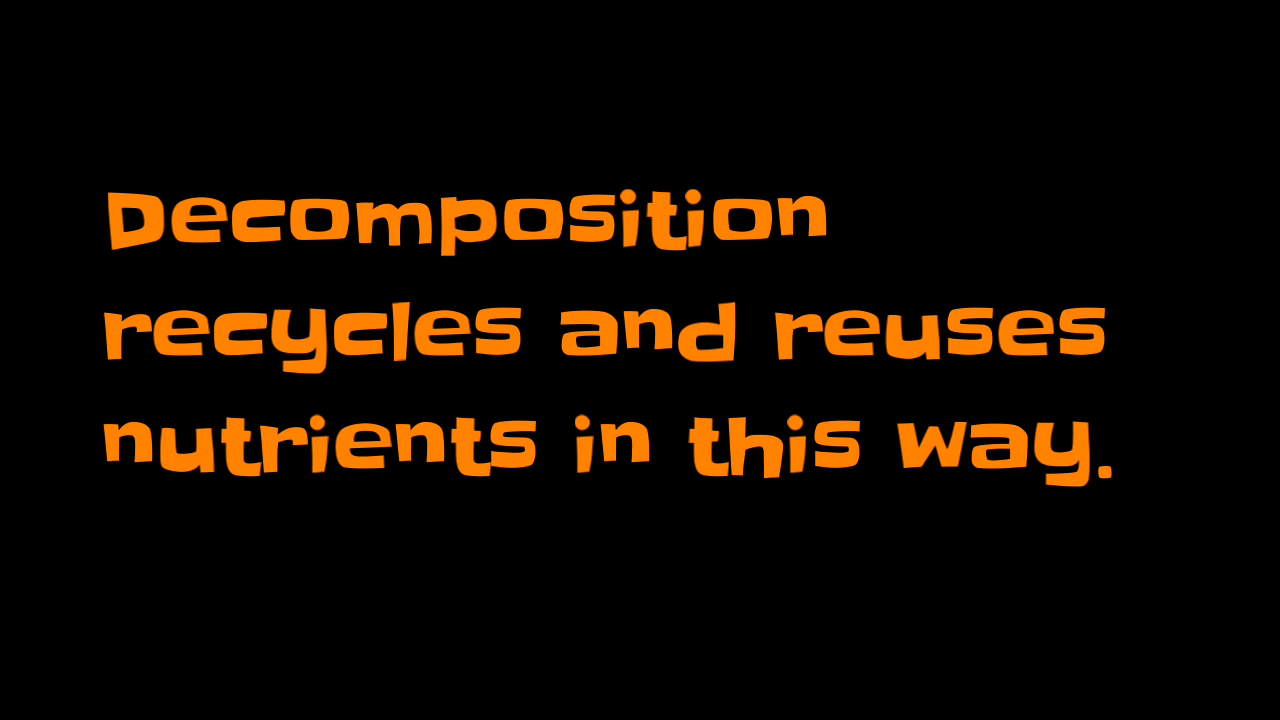 Decomposition
recycles and reuses
nutrients in this way.